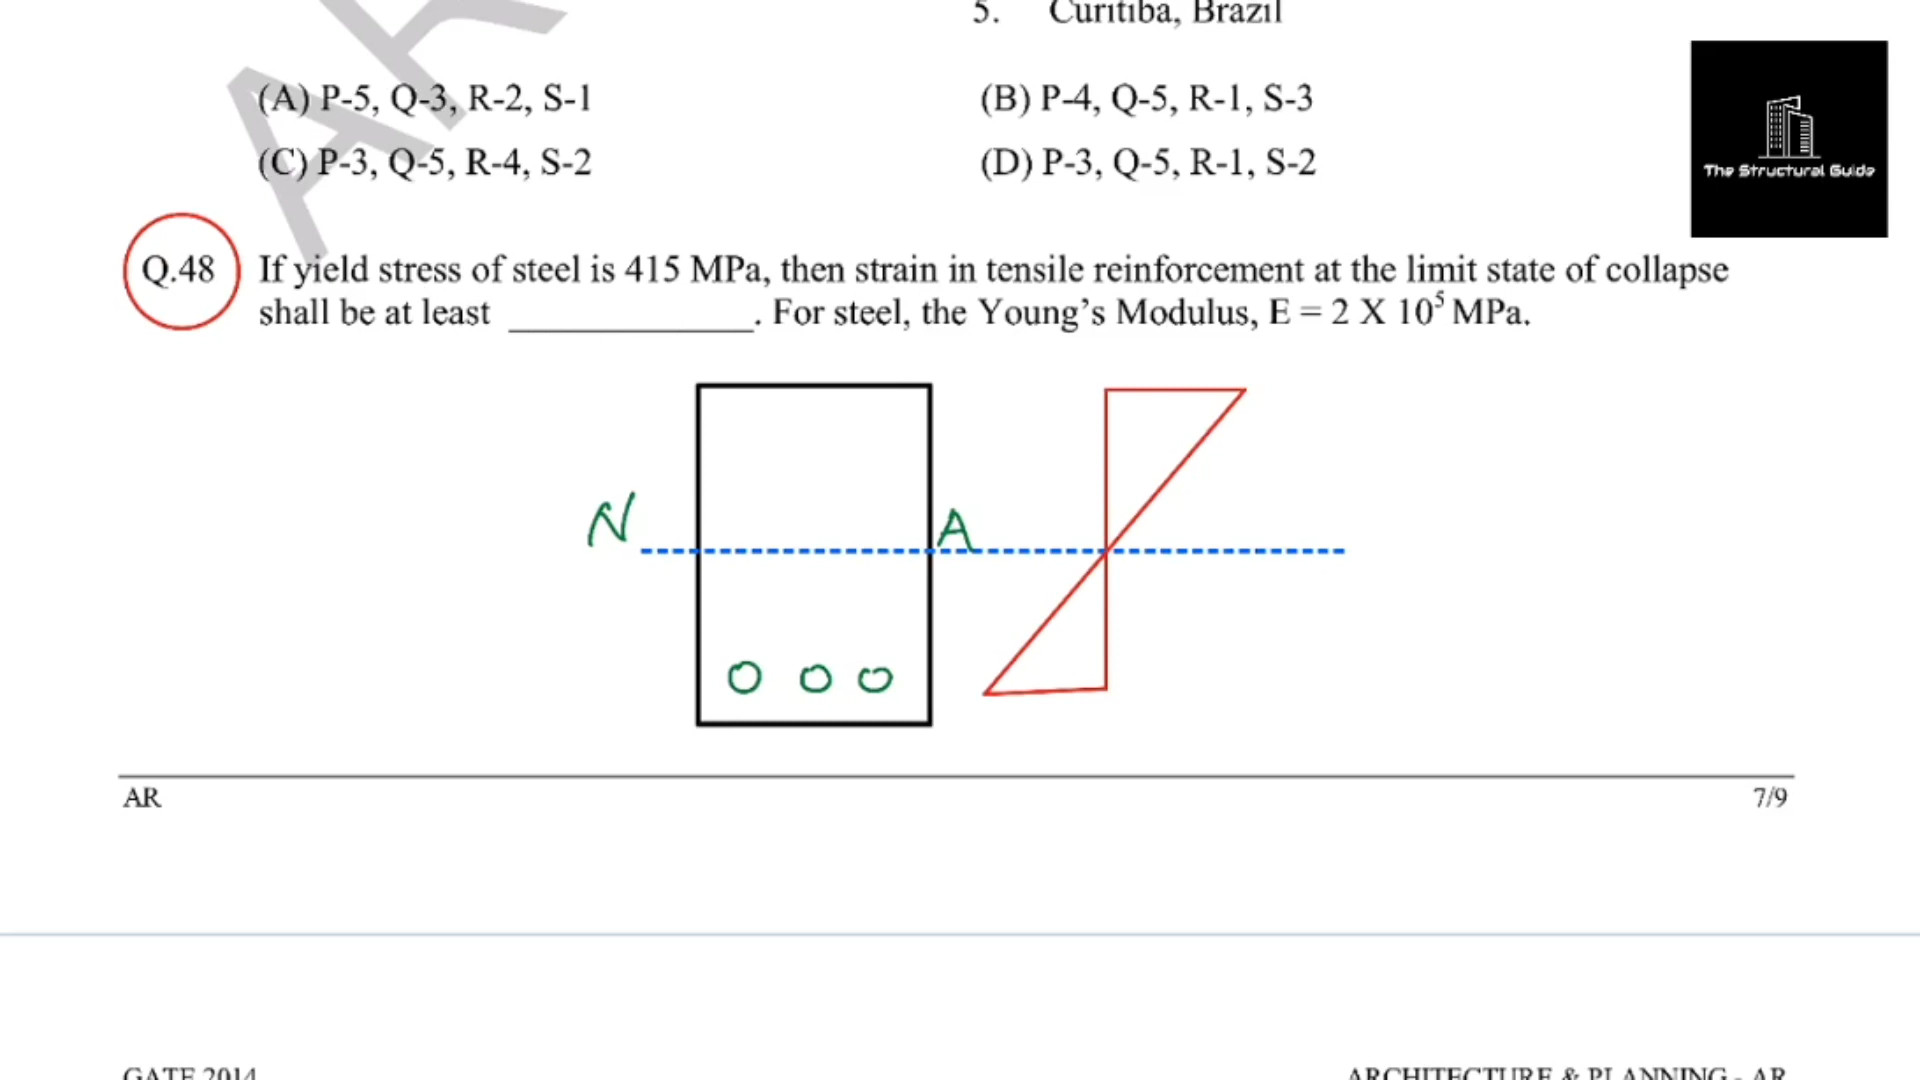 5. Curitiba, Brazil
(A) P-5, Q-3, R-2, S-1
(B) P-4, Q-5, R-1, S-3
(C) P-3, Q-5, R-4, S-2
(D) P-3, Q-5, R-1, S-2
The Structural Guide
Q.48 If yield stress of steel is 415 MPa, then strain in tensile reinforcement at the limit state of collapse
shall be at least ____________. For steel, the Young’s Modulus, E = 2 X 10⁵ MPa.
N A
AR 7/9
GATE 2014 ARCHITECTURE & PLANNING - AR
AR